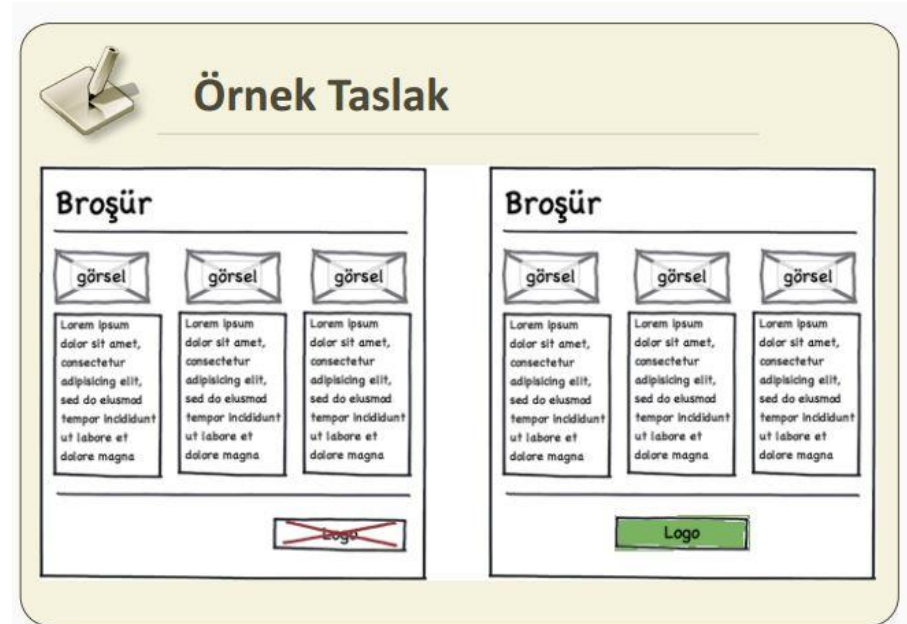 Örnek Taslak
Broşür
görsel görsel görsel
Lorem ipsum
dolor sit amet,
consectetur
adipisicing elit,
sed do eiusmod
tempor incididunt
ut labore et
dolore magna
Lorem ipsum
dolor sit amet,
consectetur
adipisicing elit,
sed do eiusmod
tempor incididunt
ut labore et
dolore magna
Lorem ipsum
dolor sit amet,
consectetur
adipisicing elit,
sed do eiusmod
tempor incididunt
ut labore et
dolore magna
Logo
Broşür
görsel görsel görsel
Lorem ipsum
dolor sit amet,
consectetur
adipisicing elit,
sed do eiusmod
tempor incididunt
ut labore et
dolore magna
Lorem ipsum
dolor sit amet,
consectetur
adipisicing elit,
sed do eiusmod
tempor incididunt
ut labore et
dolore magna
Lorem ipsum
dolor sit amet,
consectetur
adipisicing elit,
sed do eiusmod
tempor incididunt
ut labore et
dolore magna
Logo